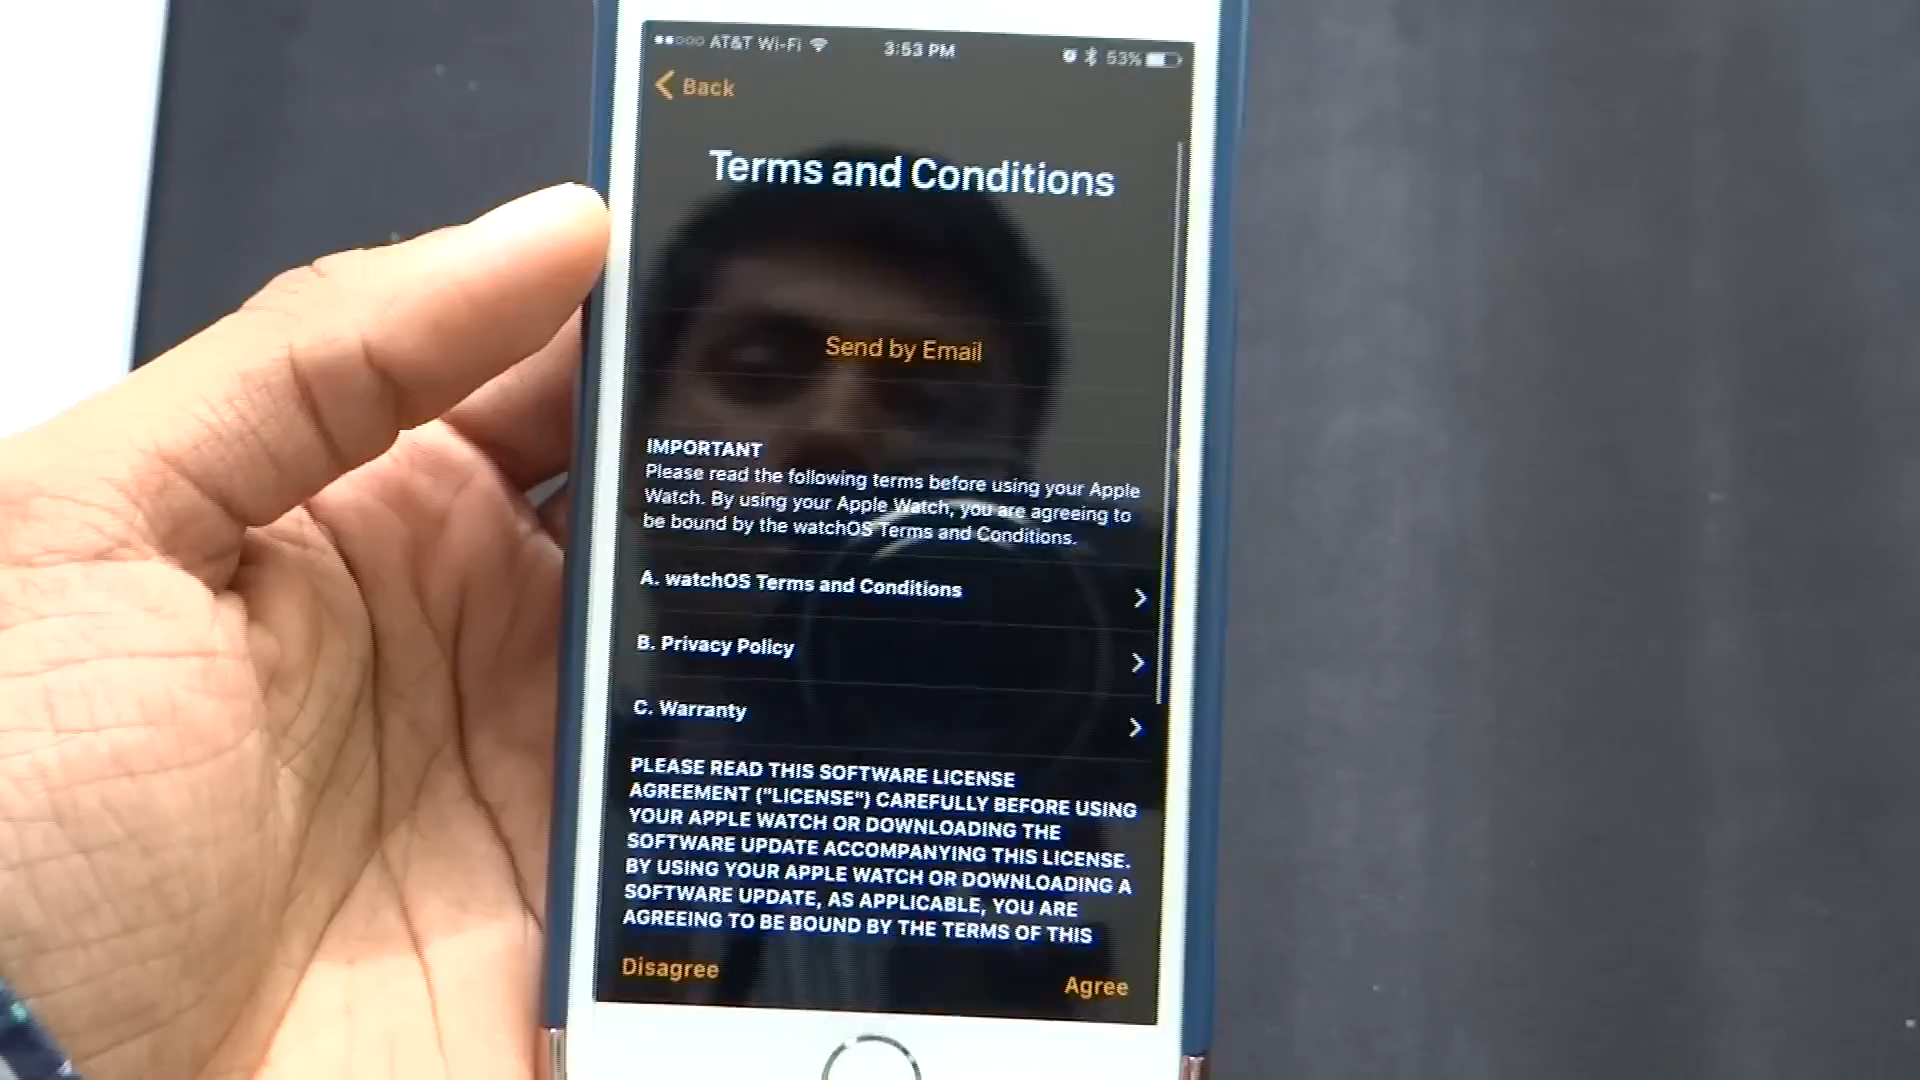 AT&T Wi-Fi 3:53 PM 53%
Back
Terms and Conditions
Send by Email
IMPORTANT
Please read the following terms before using your Apple
Watch. By using your Apple Watch, you are agreeing to
be bound by the watchOS Terms and Conditions.
A. watchOS Terms and Conditions
B. Privacy Policy
C. Warranty
PLEASE READ THIS SOFTWARE LICENSE
AGREEMENT ("LICENSE") CAREFULLY BEFORE USING
YOUR APPLE WATCH OR DOWNLOADING THE
SOFTWARE UPDATE ACCOMPANYING THIS LICENSE.
BY USING YOUR APPLE WATCH OR DOWNLOADING A
SOFTWARE UPDATE, AS APPLICABLE, YOU ARE
AGREEING TO BE BOUND BY THE TERMS OF THIS
Disagree Agree